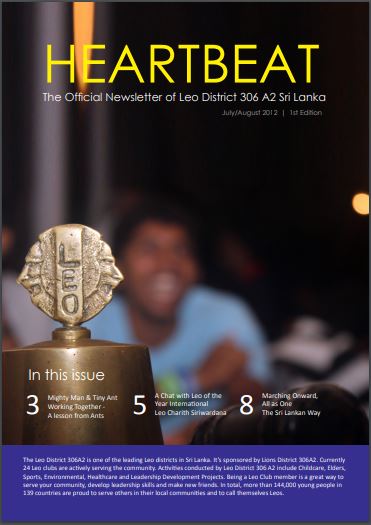 HEARTBEAT
The Official Newsletter of Leo District 306 A2 Sri Lanka
July/August 2012 | 1st Edition
LEO
In this issue
3
Mighty Man & Tiny Ant
Working Together -
A lesson from Ants
5
A Chat with Leo of the
Year International
Leo Charith Siriwardana
8
Marching Onward,
All as One
The Sri Lankan Way
The Leo District 306A2 is one of the leading Leo districts in Sri Lanka. It's sponsored by Lions District 306A2. Currently
24 Leo clubs are actively serving the community. Activities conducted by Leo District 306 A2 include Childcare, Elders,
Sports, Environmental, Healthcare and Leadership Development Projects. Being a Leo Club member is a great way to
serve your community, develop leadership skills and make new friends. In total, more than 144,000 young people in
139 countries are proud to serve others in their local communities and to call themselves Leos.